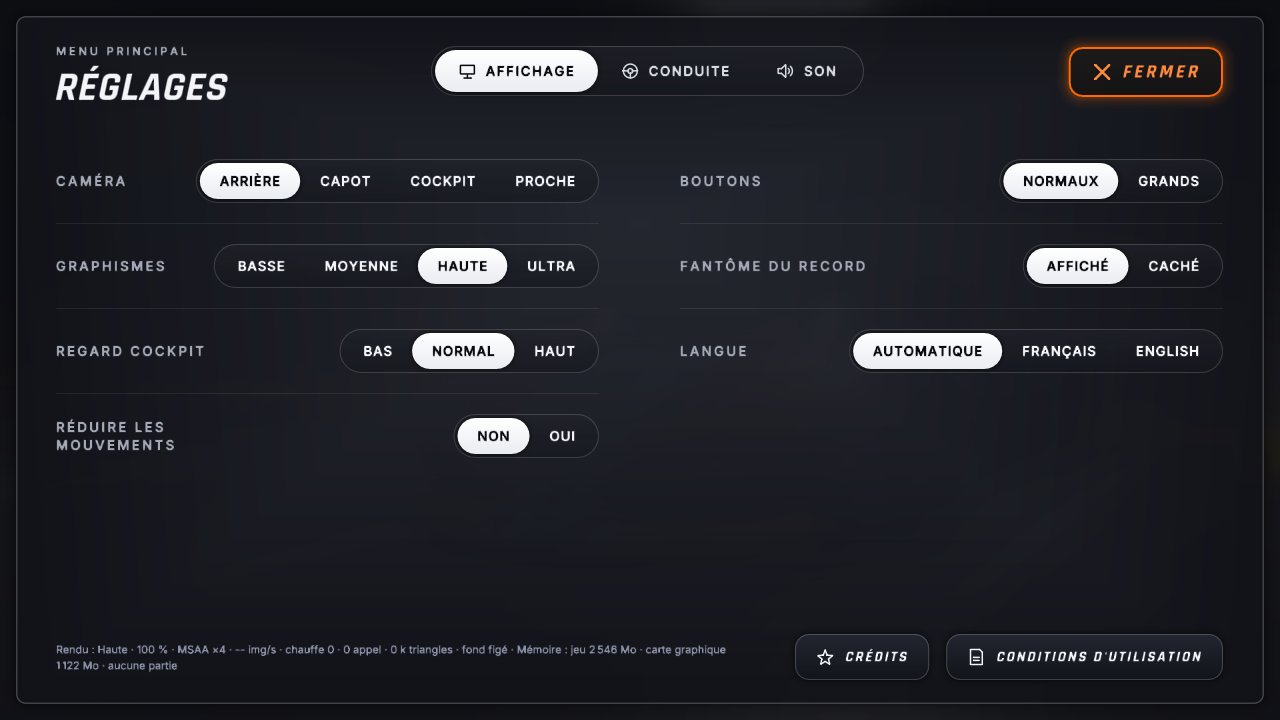 MENU PRINCIPAL
RÉGLAGES
AFFICHAGE
CONDUITE
SON
FERMER
CAMÉRA
ARRIÈRE
CAPOT
COCKPIT
PROCHE
BOUTONS
NORMAUX
GRANDS
GRAPHISMES
BASSE
MOYENNE
HAUTE
ULTRA
FANTÔME DU RECORD
AFFICHÉ
CACHÉ
REGARD COCKPIT
BAS
NORMAL
HAUT
LANGUE
AUTOMATIQUE
FRANÇAIS
ENGLISH
RÉDUIRE LES
MOUVEMENTS
NON
OUI
Rendu : Haute · 100 % · MSAA ×4 · -- img/s · chauffe 0 · 0 appel · 0 k triangles · fond figé · Mémoire : jeu 2 546 Mo · carte graphique
1 122 Mo · aucune partie
CRÉDITS
CONDITIONS D'UTILISATION